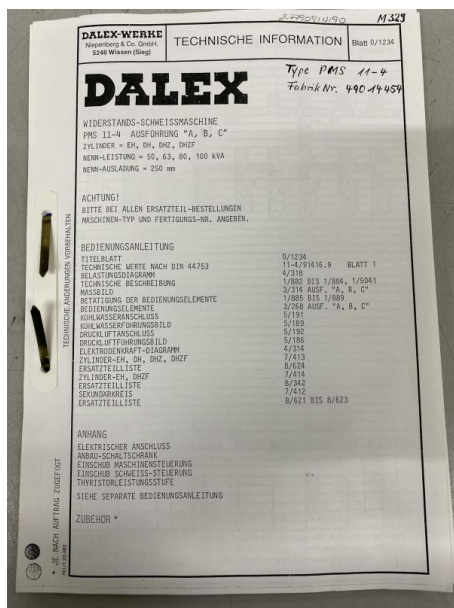 M329
DALEX-WERKE
Niepenberg & Co. GmbH.
5248 Wissen (Sieg)
TECHNISCHE INFORMATION
Blatt 0/1234
DALEX
Type PMS 11-4
Fabrik Nr. 490 14 454
WIDERSTANDS-SCHWEISSMASCHINE
PMS 11-4 AUSFÜHRUNG "A, B, C"
ZYLINDER = EH, DH, DHZ, DHZF
NENN-LEISTUNG = 50, 63, 80, 100 kVA
NENN-AUSLADUNG = 250 mm
ACHTUNG!
BITTE BEI ALLEN ERSATZTEIL-BESTELLUNGEN
MASCHINEN-TYP UND FERTIGUNGS-NR. ANGEBEN.
BEDIENUNGSANLEITUNG
TITELBLATT 0/1234
TECHNISCHE WERTE NACH DIN 44753 11-4/91416.9 BLATT 1
BELASTUNGSDIAGRAMM 4/318
TECHNISCHE BESCHREIBUNG 1/882 BIS 1/884, 1/5041
MASSBILD 3/314 AUSF. "A, B, C"
BETÄTIGUNG DER BEDIENUNGSELEMENTE 1/885 BIS 1/889
BEDIENUNGSELEMENTE 3/268 AUSF. "A, B, C"
KÜHLWASSERANSCHLUSS 5/191
KÜHLWASSERFÜHRUNGSBILD 5/189
DRUCKLUFTANSCHLUSS 5/192
DRUCKLUFTFÜHRUNGSBILD 5/186
ELEKTRODENKRAFT-DIAGRAMM 4/314
ZYLINDER-EH, DH, DHZ, DHZF 7/413
ERSATZTEILLISTE 8/624
ZYLINDER-EH, DHZF 7/414
ERSATZTEILLISTE 8/342
SEKUNDÄRKREIS 7/412
ERSATZTEILLISTE 8/621 BIS 8/623
ANHANG
ELEKTRISCHER ANSCHLUSS
ANBAU-SCHALTSCHRANK
EINSCHUB MASCHINENSTEUERUNG
EINSCHUB SCHWEISS-STEUERUNG
THYRISTORLEISTUNGSSTUFE
SIEHE SEPARATE BEDIENUNGSANLEITUNG
ZUBEHÖR *
TECHNISCHE ÄNDERUNGEN VORBEHALTEN
* JE NACH AUFTRAG ZUGEFÜGT